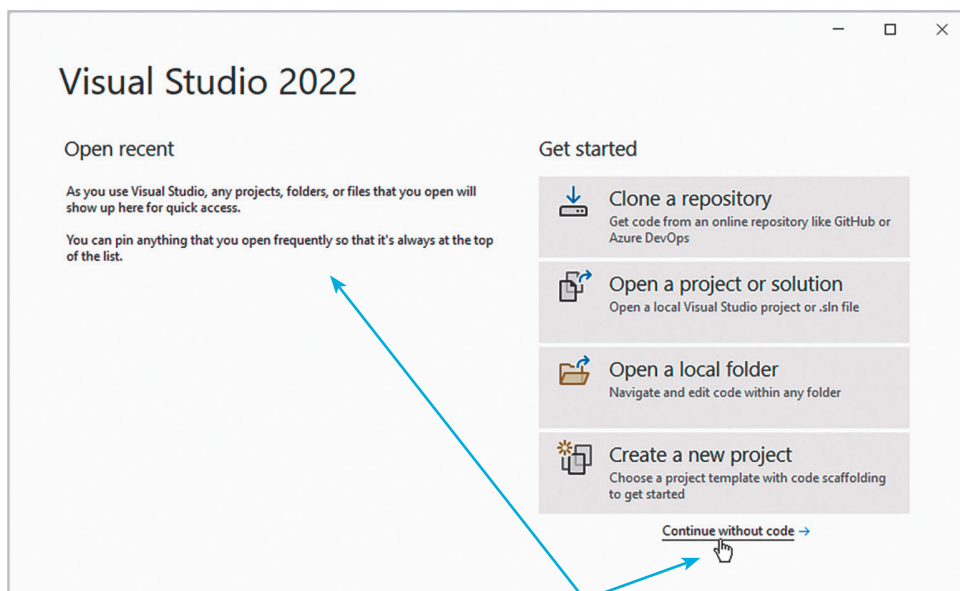 Visual Studio 2022
Open recent
As you use Visual Studio, any projects, folders, or files that you open will
show up here for quick access.
You can pin anything that you open frequently so that it's always at the top
of the list.
Get started
Clone a repository
Get code from an online repository like GitHub or
Azure DevOps
Open a project or solution
Open a local Visual Studio project or .sln file
Open a local folder
Navigate and edit code within any folder
Create a new project
Choose a project template with code scaffolding
to get started
Continue without code →